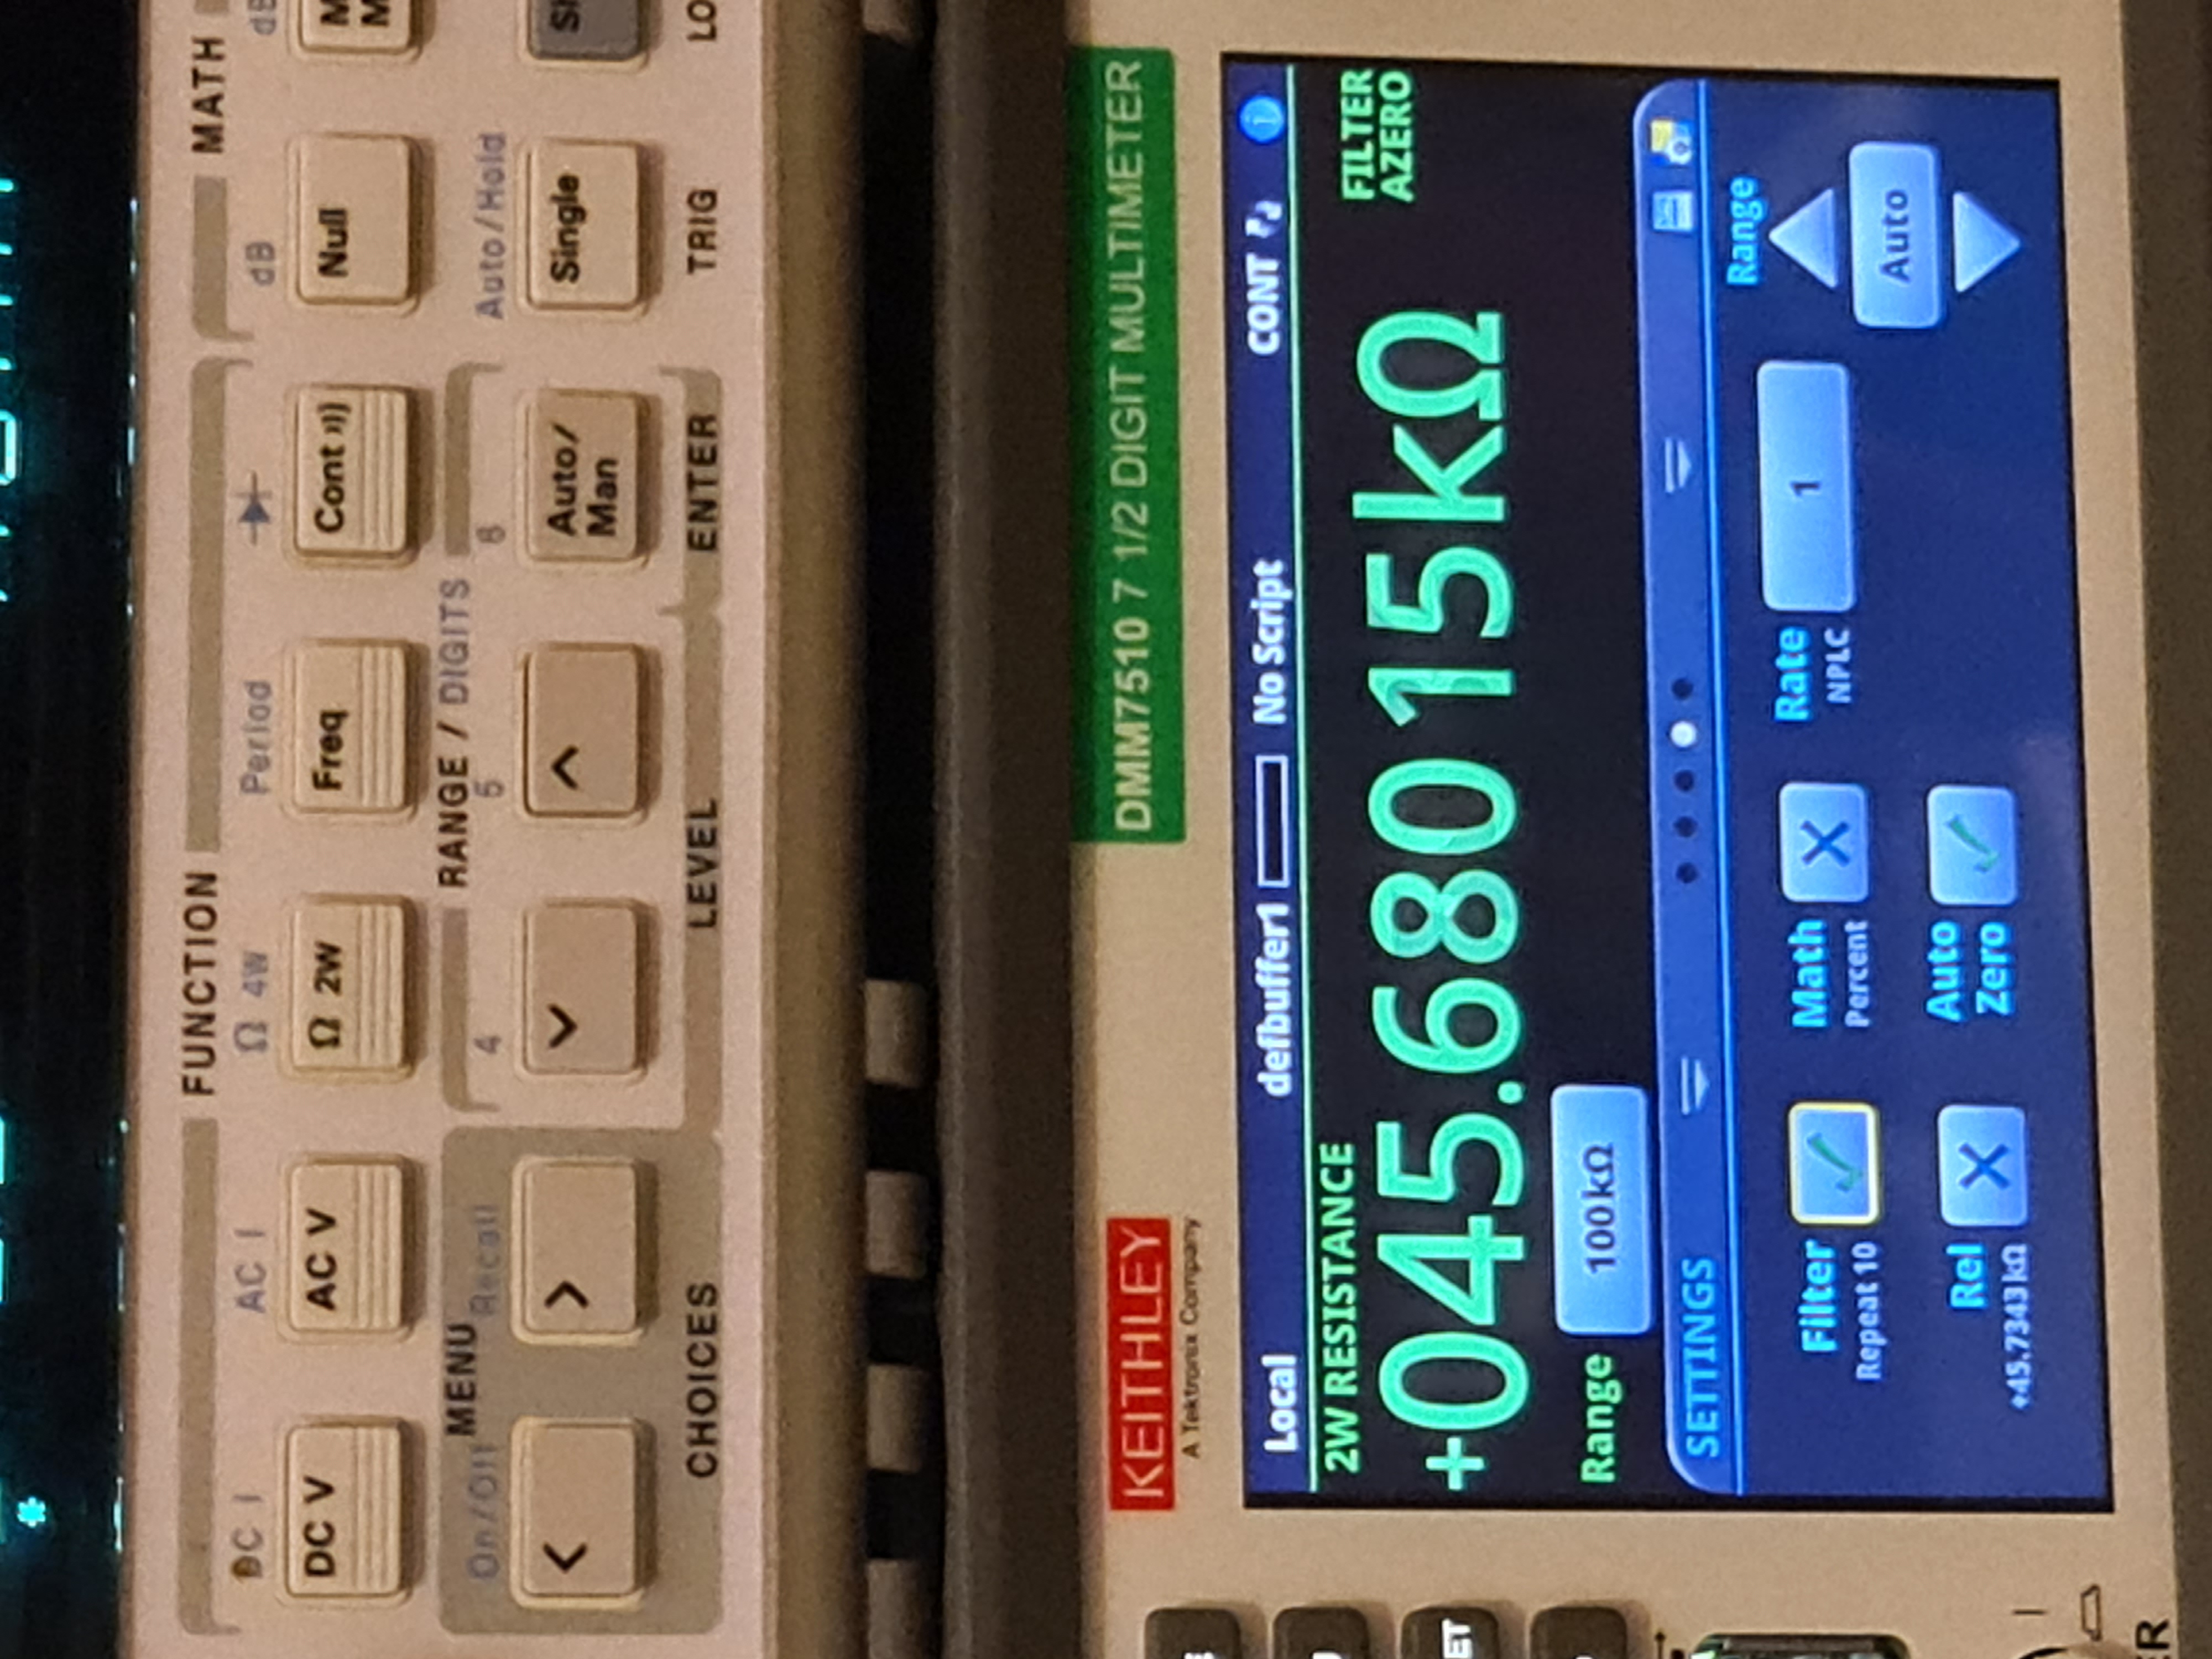 FUNCTION
MATH
DC I
AC I
Ω 4W
Period
dB
DC V
AC V
Ω 2W
Freq
Cont
Null
MENU
RANGE / DIGITS
On/Off
Recall
4
5
6
Auto/Hold
Auto/
Man
Single
CHOICES
LEVEL
ENTER
TRIG
LO
KEITHLEY
A Tektronix Company
DMM7510 7 1/2 DIGIT MULTIMETER
Local
defbuffer1
No Script
CONT
2W RESISTANCE
FILTER
AZERO
+045.68015kΩ
Range
100kΩ
SETTINGS
Range
Filter
Repeat 10
Math
Percent
Rate
NPLC
1
Auto
Rel
+45.7343kΩ
Auto
Zero